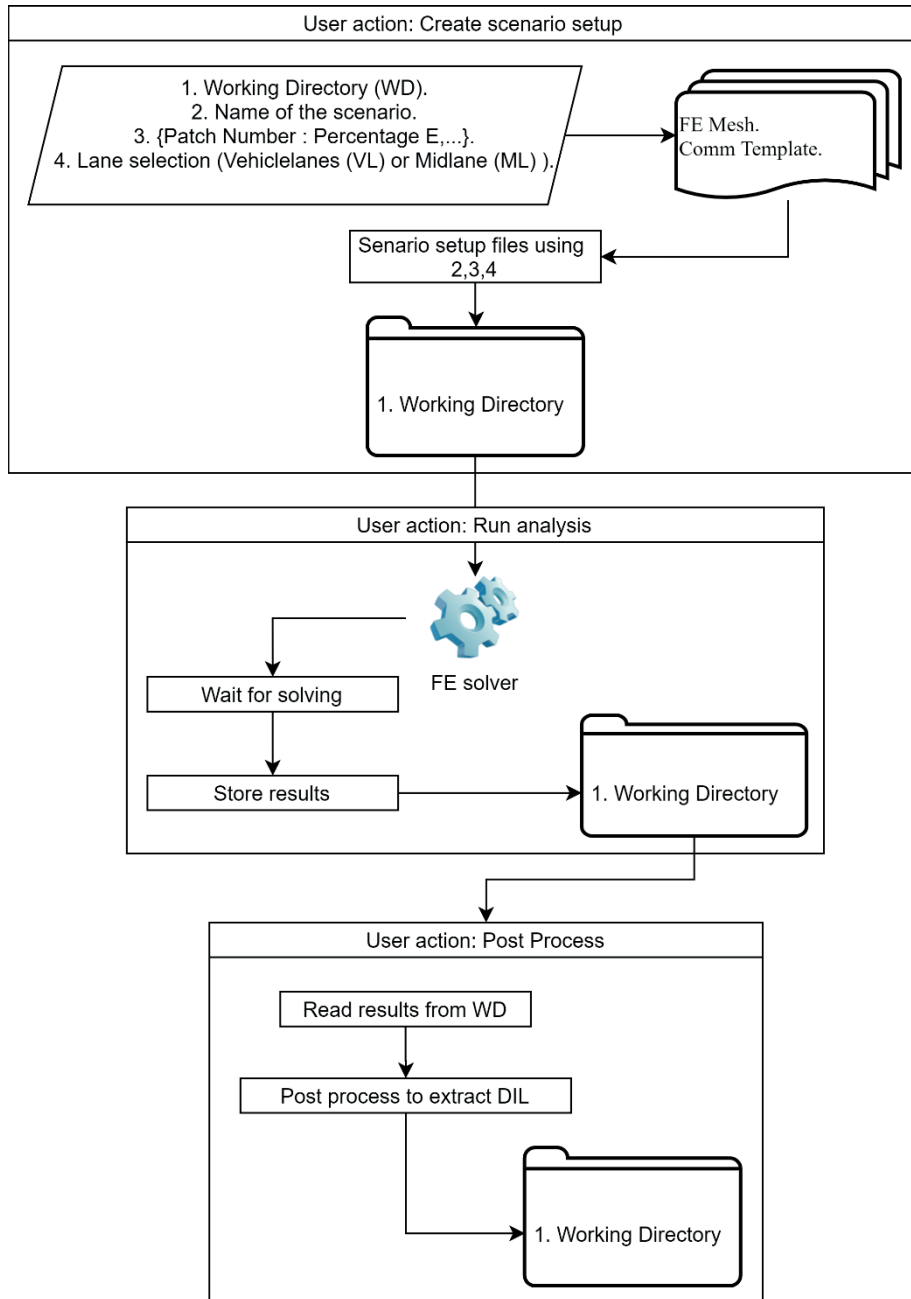 User action: Create scenario setup
1. Working Directory (WD).
2. Name of the scenario.
3. {Patch Number : Percentage E,...}.
4. Lane selection (Vehiclelanes (VL) or Midlane (ML) ).
FE Mesh.
Comm Template.
Senario setup files using
2,3,4
1. Working Directory
User action: Run analysis
FE solver
Wait for solving
Store results
1. Working Directory
User action: Post Process
Read results from WD
Post process to extract DIL
1. Working Directory